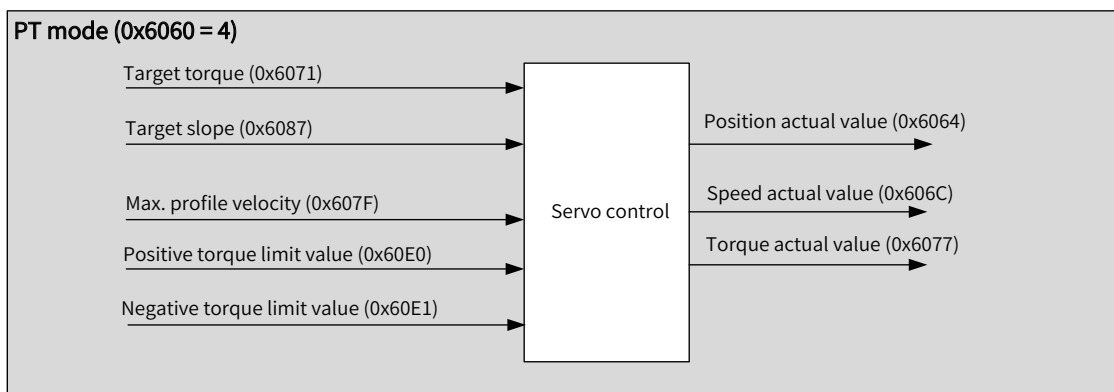 PT mode (0x6060 = 4)
Target torque (0x6071)
Target slope (0x6087)
Max. profile velocity (0x607F)
Positive torque limit value (0x60E0)
Negative torque limit value (0x60E1)
Servo control
Position actual value (0x6064)
Speed actual value (0x606C)
Torque actual value (0x6077)